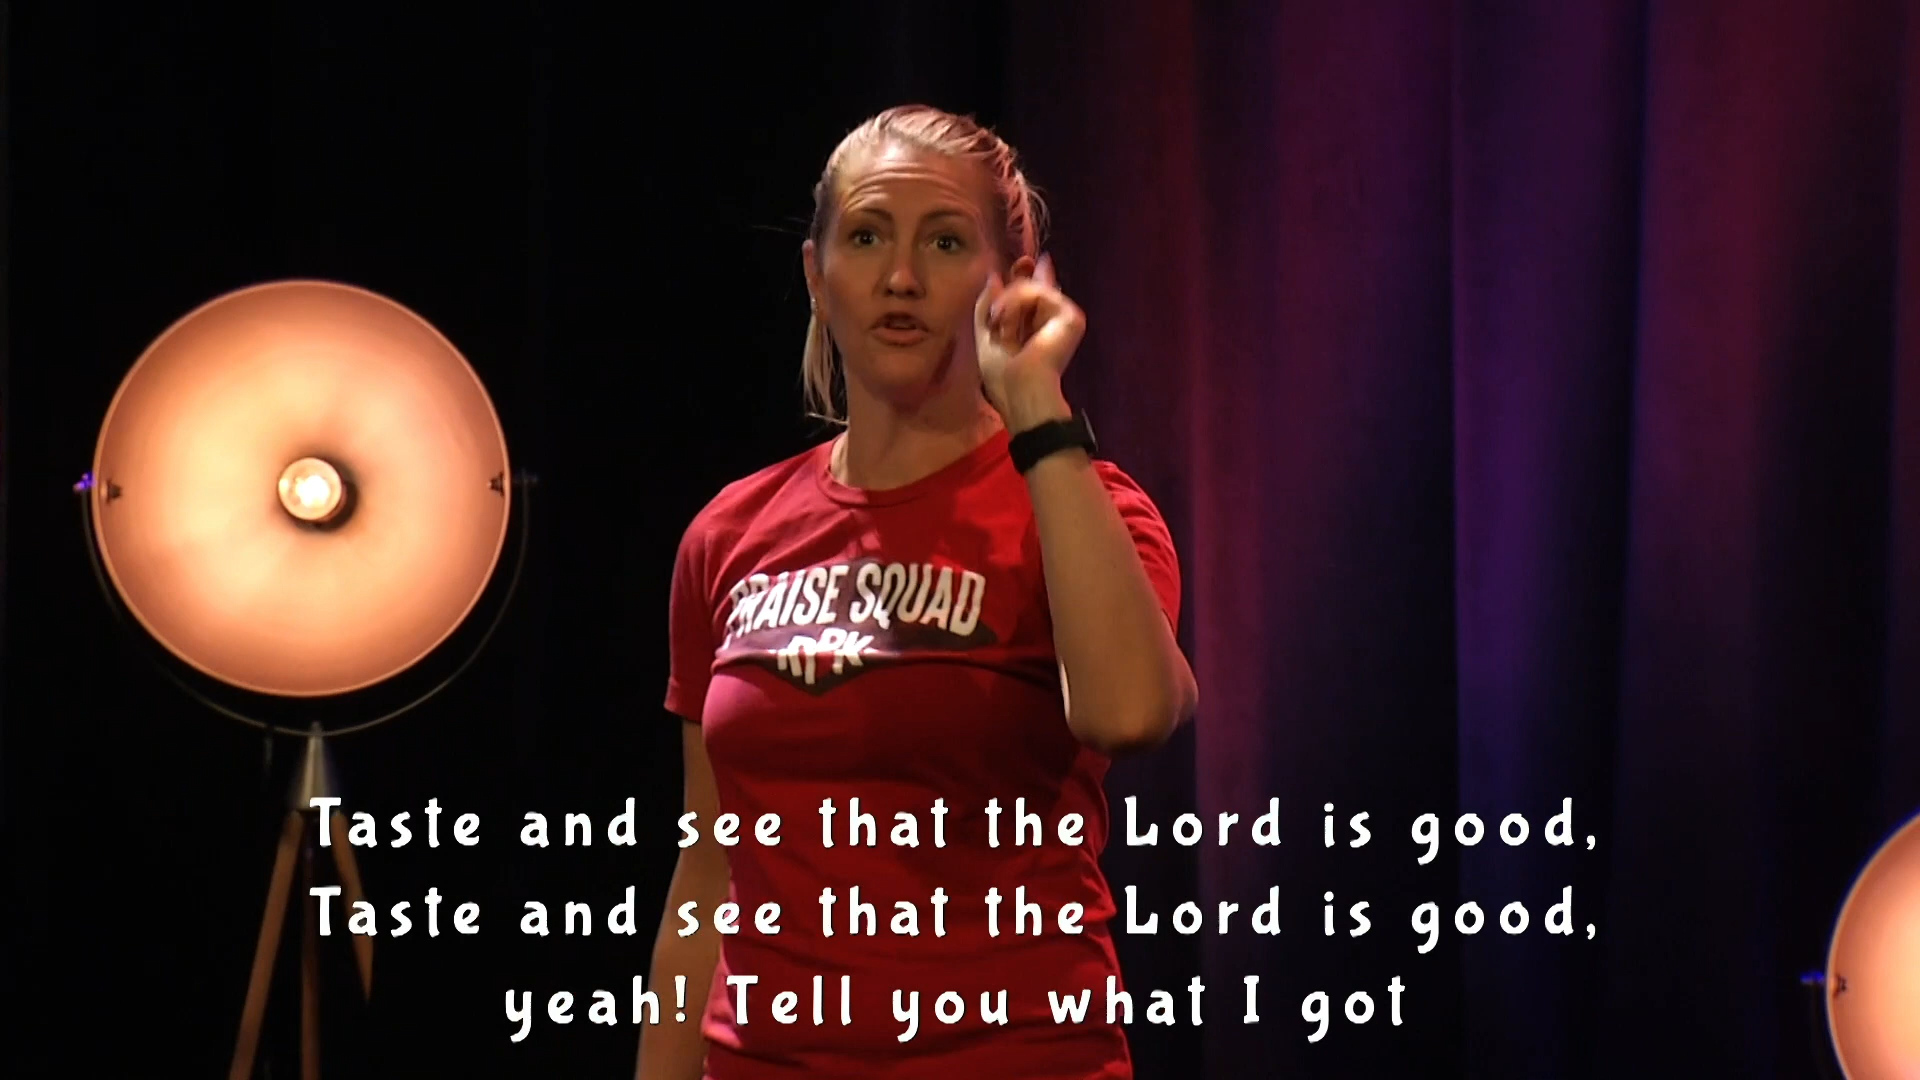 PRAISE SQUAD
RPK
Taste and see that the Lord is good,
Taste and see that the Lord is good,
yeah! Tell you what I got